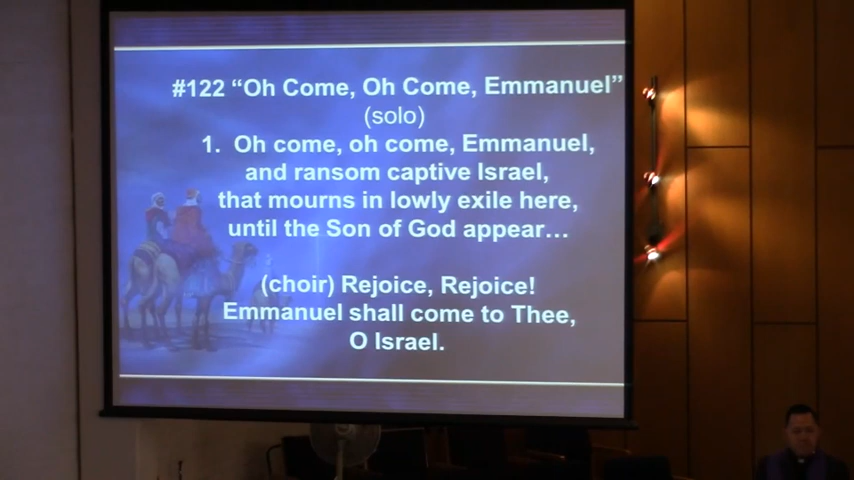 #122 “Oh Come, Oh Come, Emmanuel”
(solo)
1. Oh come, oh come, Emmanuel,
and ransom captive Israel,
that mourns in lowly exile here,
until the Son of God appear…
(choir) Rejoice, Rejoice!
Emmanuel shall come to Thee,
O Israel.